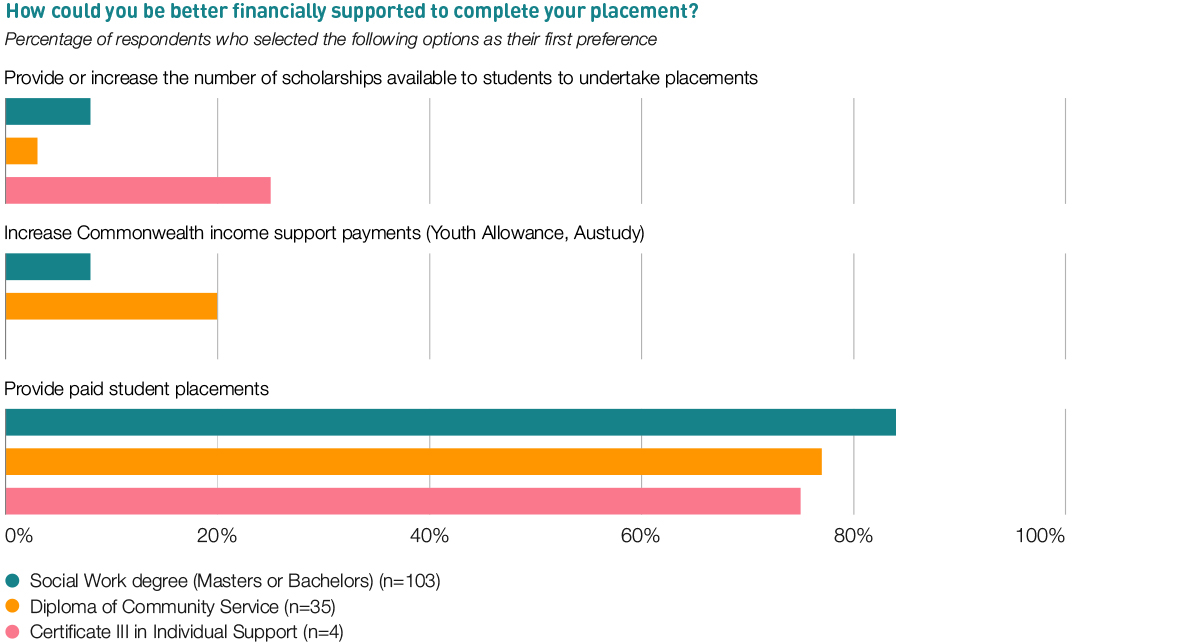 How could you be better financially supported to complete your placement?
Percentage of respondents who selected the following options as their first preference
Provide or increase the number of scholarships available to students to undertake placements
Increase Commonwealth income support payments (Youth Allowance, Austudy)
Provide paid student placements
0% 20% 40% 60% 80% 100%
Social Work degree (Masters or Bachelors) (n=103)
Diploma of Community Service (n=35)
Certificate III in Individual Support (n=4)